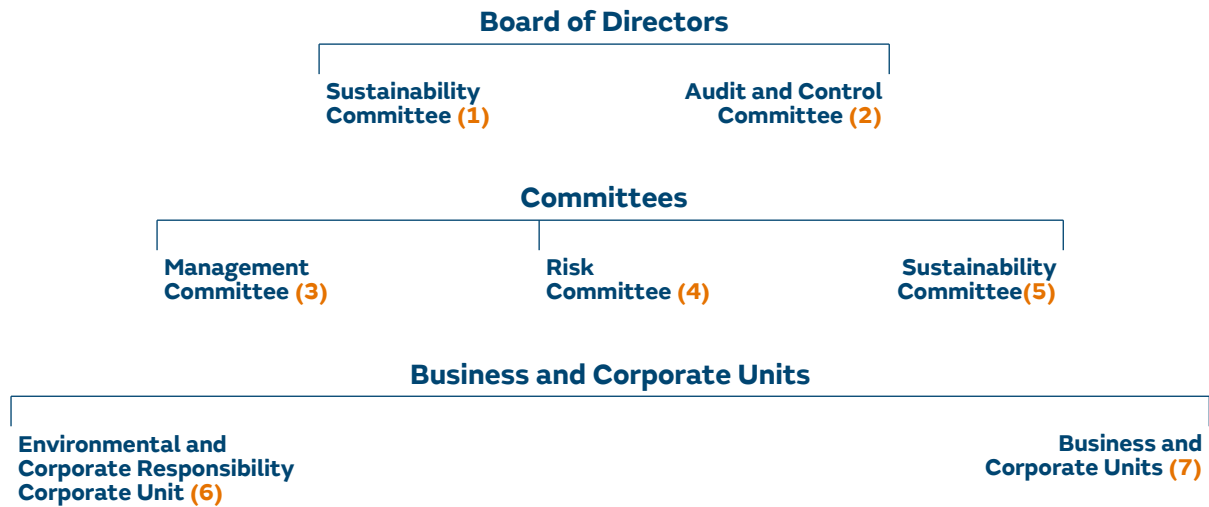 Board of Directors
Sustainability
Committee (1)
Audit and Control
Committee (2)
Committees
Management
Committee (3)
Risk
Committee (4)
Sustainability
Committee(5)
Business and Corporate Units
Environmental and
Corporate Responsibility
Corporate Unit (6)
Business and
Corporate Units (7)